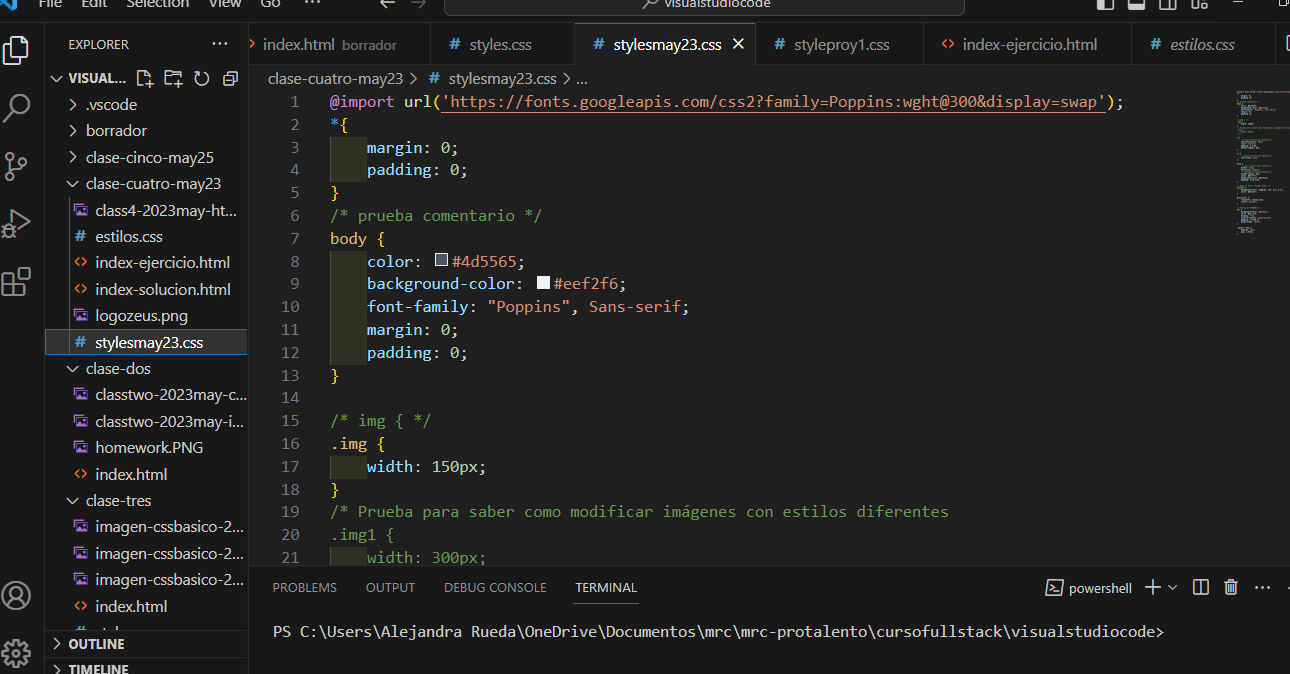 File Edit Selection View Go ... visualstudiocode
EXPLORER ...
index.html borrador
# styles.css
# stylesmay23.css
# styleproy1.css
<> index-ejercicio.html
# estilos.css
VISUAL...
.vscode
borrador
clase-cinco-may25
clase-cuatro-may23
class4-2023may-ht...
# estilos.css
<> index-ejercicio.html
<> index-solucion.html
logozeus.png
# stylesmay23.css
clase-dos
classtwo-2023may-c...
classtwo-2023may-i...
homework.PNG
<> index.html
clase-tres
imagen-cssbasico-2...
imagen-cssbasico-2...
imagen-cssbasico-2...
<> index.html
OUTLINE
TIMELINE
clase-cuatro-may23 > # stylesmay23.css > ...
1 @import url('https://fonts.googleapis.com/css2?family=Poppins:wght@300&display=swap');
2 *{
3 margin: 0;
4 padding: 0;
5 }
6 /* prueba comentario */
7 body {
8 color: #4d5565;
9 background-color: #eef2f6;
10 font-family: "Poppins", Sans-serif;
11 margin: 0;
12 padding: 0;
13 }
14
15 /* img { */
16 .img {
17 width: 150px;
18 }
19 /* Prueba para saber como modificar imágenes con estilos diferentes
20 .img1 {
21 width: 300px;
PROBLEMS OUTPUT DEBUG CONSOLE TERMINAL powershell
PS C:\Users\Alejandra Rueda\OneDrive\Documentos\mrc\mrc-protalento\cursofullstack\visualstudiocode>